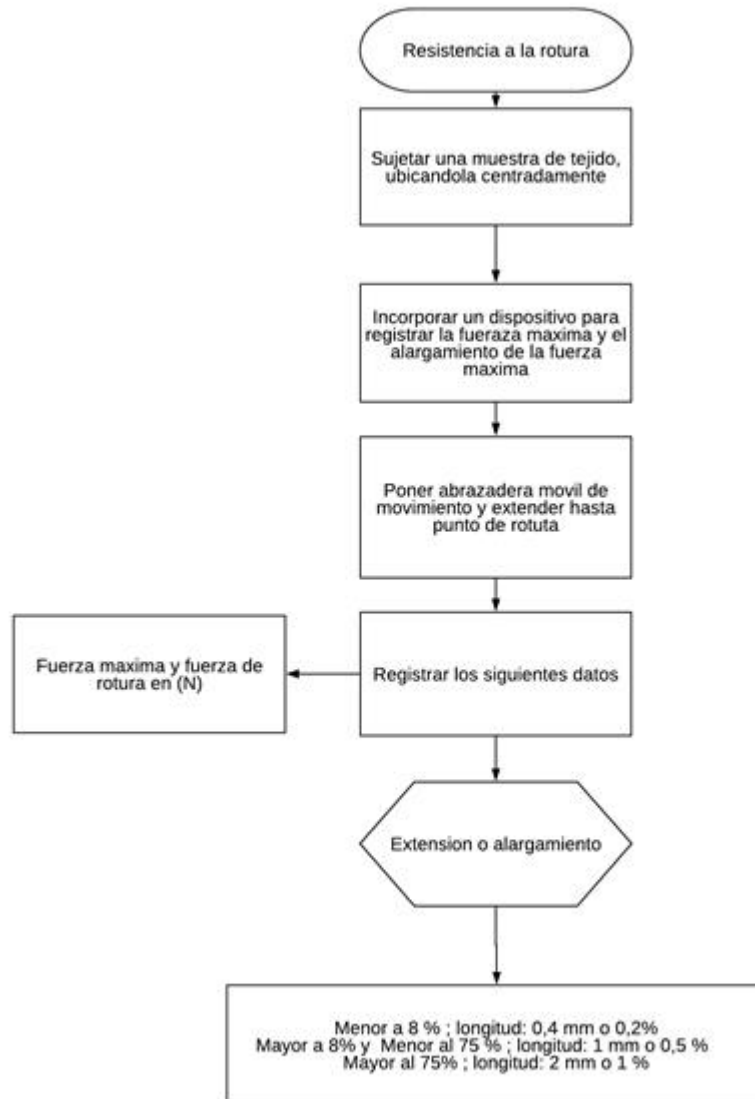 Resistencia a la rotura
Sujetar una muestra de tejido,
ubicandola centradamente
Incorporar un dispositivo para
registrar la fueraza maxima y el
alargamiento de la fuerza
maxima
Poner abrazadera movil de
movimiento y extender hasta
punto de rotuta
Registrar los siguientes datos
Fuerza maxima y fuerza de
rotura en (N)
Extension o alargamiento
Menor a 8 % ; longitud: 0,4 mm o 0,2%
Mayor a 8% y Menor al 75 % ; longitud: 1 mm o 0,5 %
Mayor al 75% ; longitud: 2 mm o 1 %